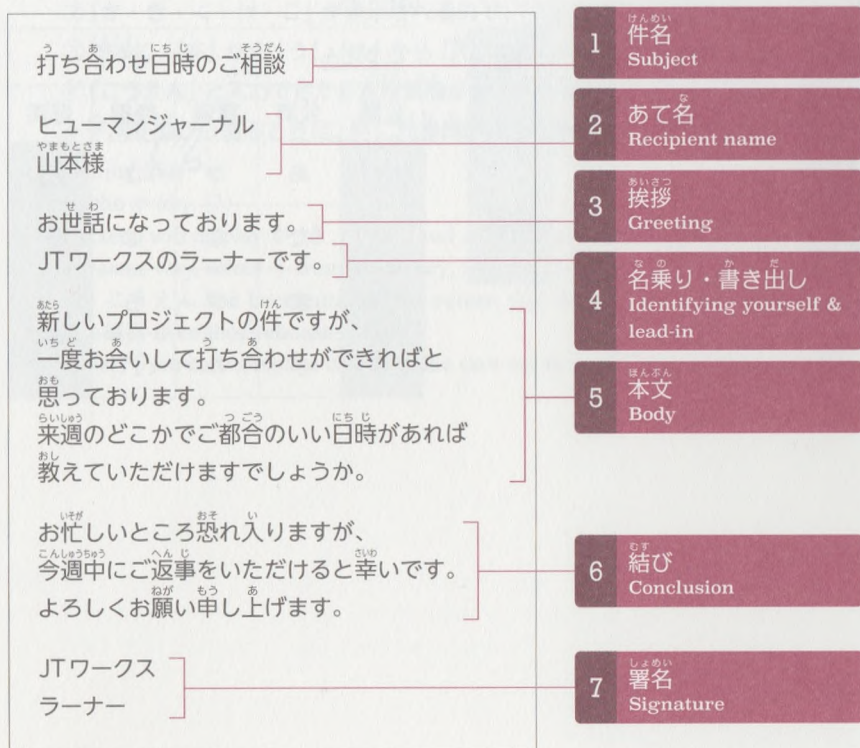 打ち合わせ日時のご相談
ヒューマンジャーナル
山本様
お世話になっております。
JTワークスのラーナーです。
新しいプロジェクトの件ですが、
一度お会いして打ち合わせができればと
思っております。
来週のどこかでご都合のいい日時があれば
教えていただけますでしょうか。
お忙しいところ恐れ入りますが、
今週中にご返事をいただけると幸いです。
よろしくお願い申し上げます。
JTワークス
ラーナー
1 件名
Subject
2 あて名
Recipient name
3 挨拶
Greeting
4 名乗り・書き出し
Identifying yourself &
lead-in
5 本文
Body
6 結び
Conclusion
7 署名
Signature